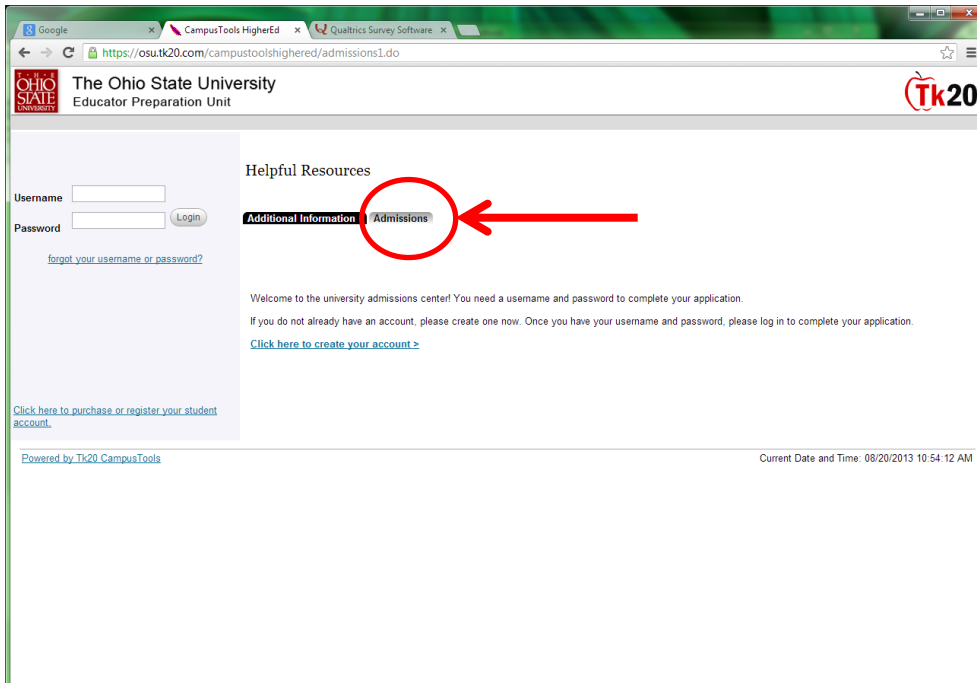 Google
CampusTools HigherEd
Qualtrics Survey Software
https://osu.tk20.com/campustoolshighered/admissions1.do
T · H · E
OHIO
STATE
UNIVERSITY
The Ohio State University
Educator Preparation Unit
Tk20
Username
Password
Login
forgot your username or password?
Click here to purchase or register your student
account.
Helpful Resources
Additional Information
Admissions
Welcome to the university admissions center! You need a username and password to complete your application.
If you do not already have an account, please create one now. Once you have your username and password, please log in to complete your application.
Click here to create your account >
Powered by Tk20 CampusTools
Current Date and Time: 08/20/2013 10:54:12 AM